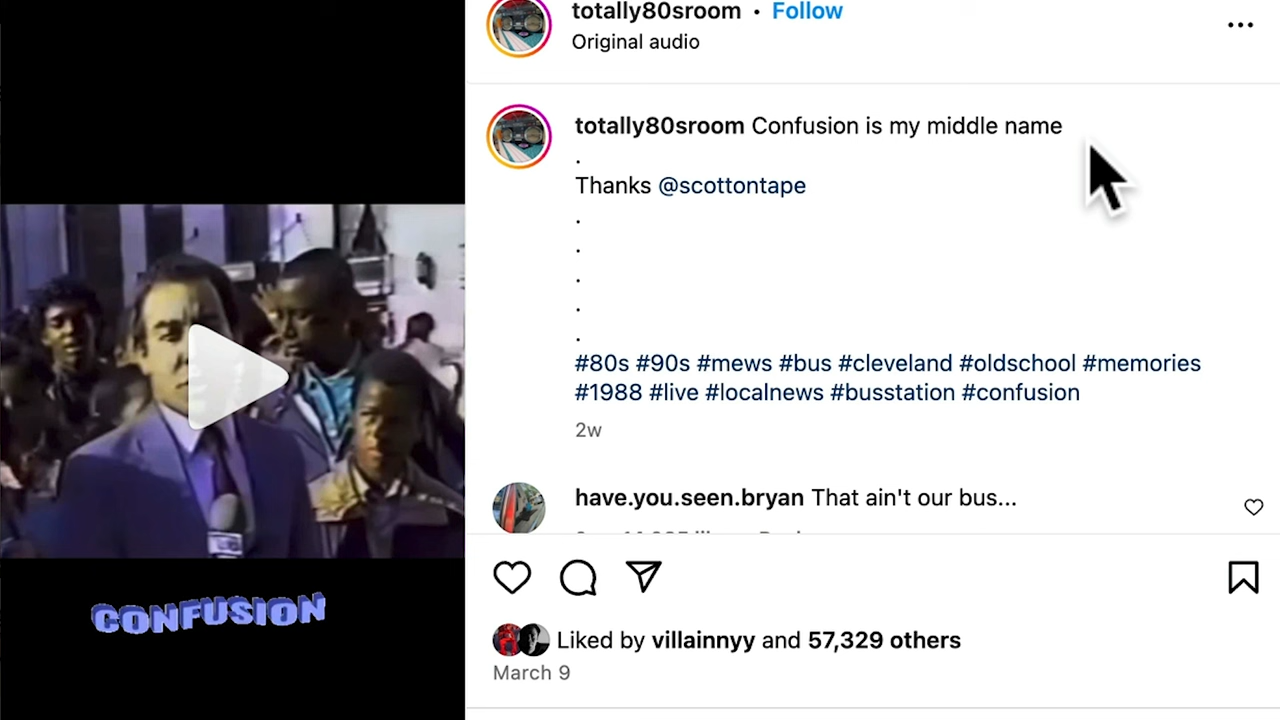 totally80sroom • Follow
Original audio
totally80sroom Confusion is my middle name
.
Thanks @scottontape
.
.
.
.
.
#80s #90s #mews #bus #cleveland #oldschool #memories
#1988 #live #localnews #busstation #confusion
2w
have.you.seen.bryan That ain't our bus...
Liked by villainnyy and 57,329 others
March 9
CONFUSION